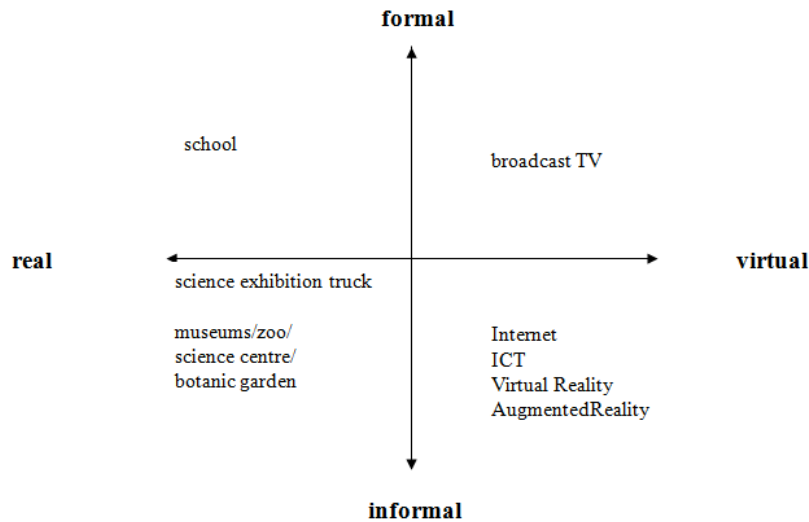 formal
school
broadcast TV
real
virtual
science exhibition truck
museums/zoo/
science centre/
botanic garden
Internet
ICT
Virtual Reality
AugmentedReality
informal